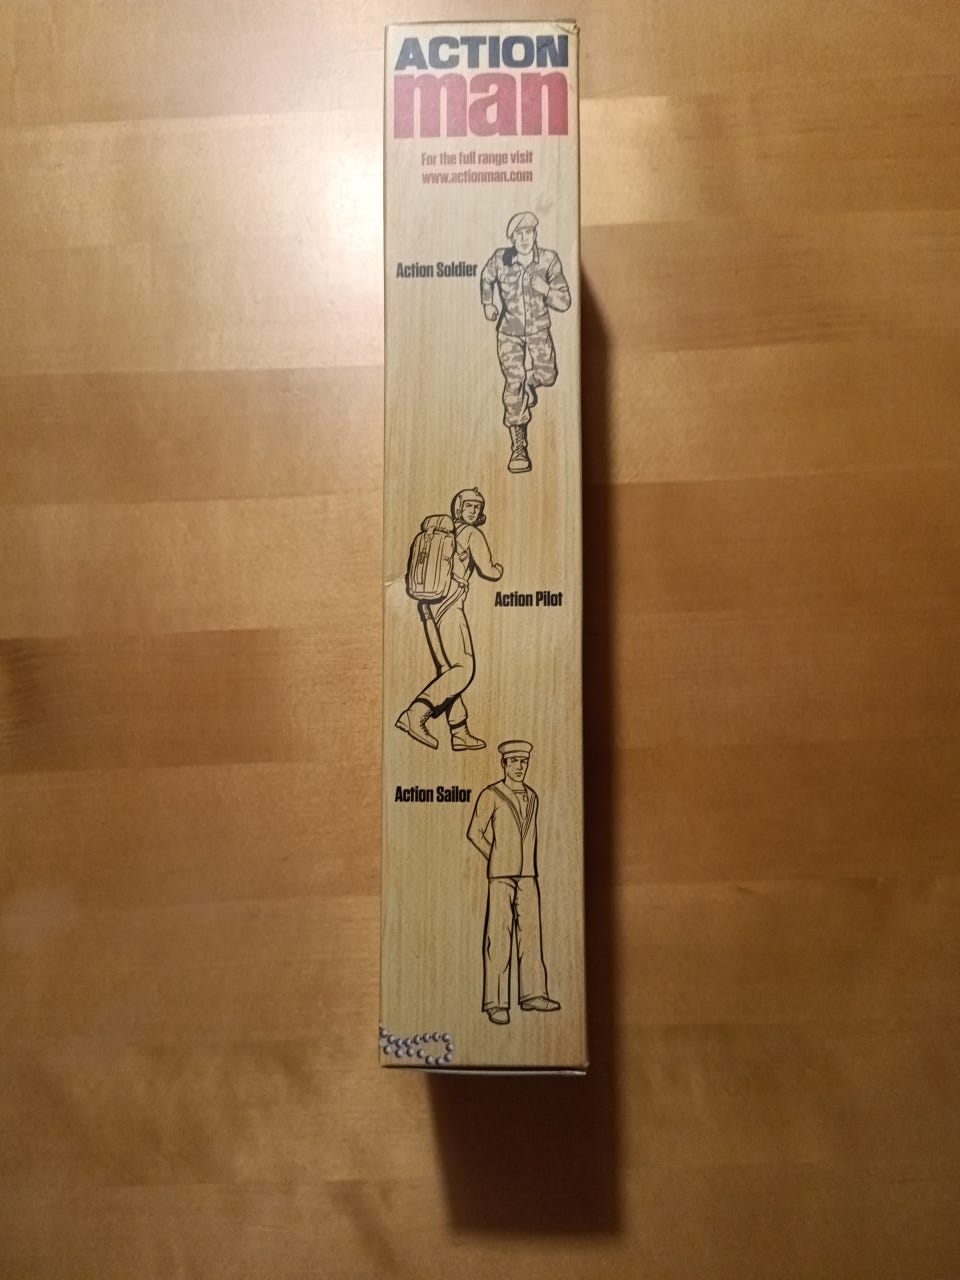 ACTION
man
For the full range visit
www.actionman.com
Action Soldier
Action Pilot
Action Sailor